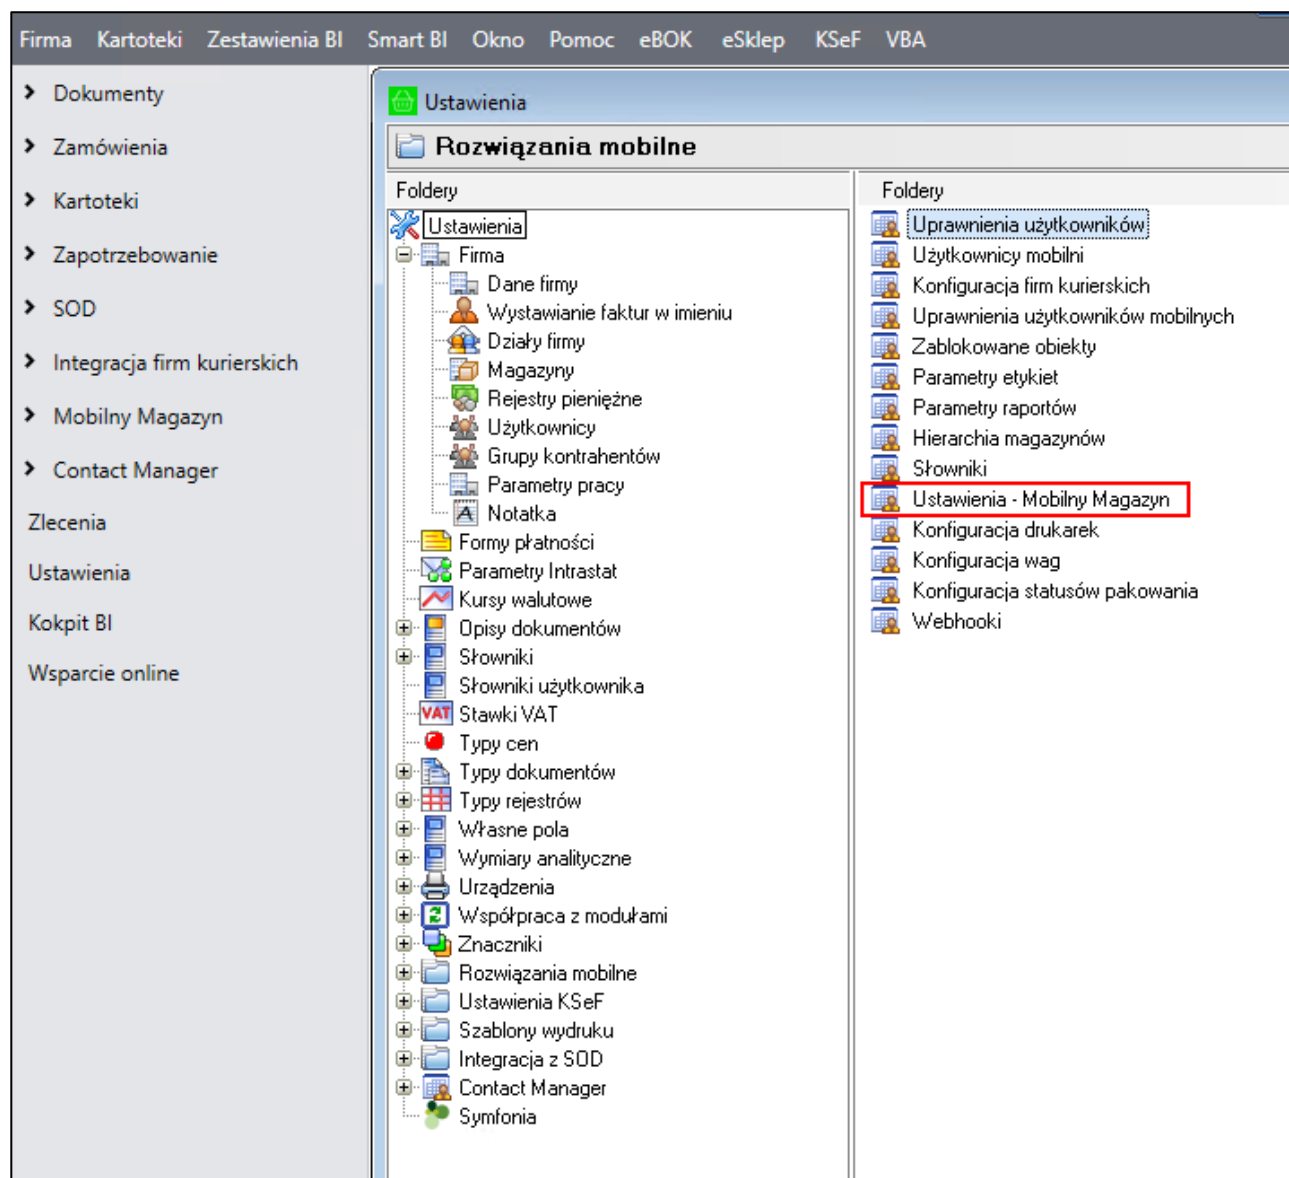 Firma Kartoteki Zestawienia BI Smart BI Okno Pomoc eBOK eSklep KSeF VBA
Dokumenty
Zamówienia
Kartoteki
Zapotrzebowanie
SOD
Integracja firm kurierskich
Mobilny Magazyn
Contact Manager
Zlecenia
Ustawienia
Kokpit BI
Wsparcie online
Ustawienia
Rozwiązania mobilne
Foldery
Ustawienia
Firma
Dane firmy
Wystawianie faktur w imieniu
Działy firmy
Magazyny
Rejestry pieniężne
Użytkownicy
Grupy kontrahentów
Parametry pracy
A Notatka
Formy płatności
Parametry Intrastat
Kursy walutowe
Opisy dokumentów
Słowniki
Słowniki użytkownika
VAT Stawki VAT
Typy cen
Typy dokumentów
Typy rejestrów
Własne pola
Wymiary analityczne
Urządzenia
Współpraca z modułami
Znaczniki
Rozwiązania mobilne
Ustawienia KSeF
Szablony wydruku
Integracja z SOD
Contact Manager
Symfonia
Foldery
Uprawnienia użytkowników
Użytkownicy mobilni
Konfiguracja firm kurierskich
Uprawnienia użytkowników mobilnych
Zablokowane obiekty
Parametry etykiet
Parametry raportów
Hierarchia magazynów
Słowniki
Ustawienia - Mobilny Magazyn
Konfiguracja drukarek
Konfiguracja wag
Konfiguracja statusów pakowania
Webhooki